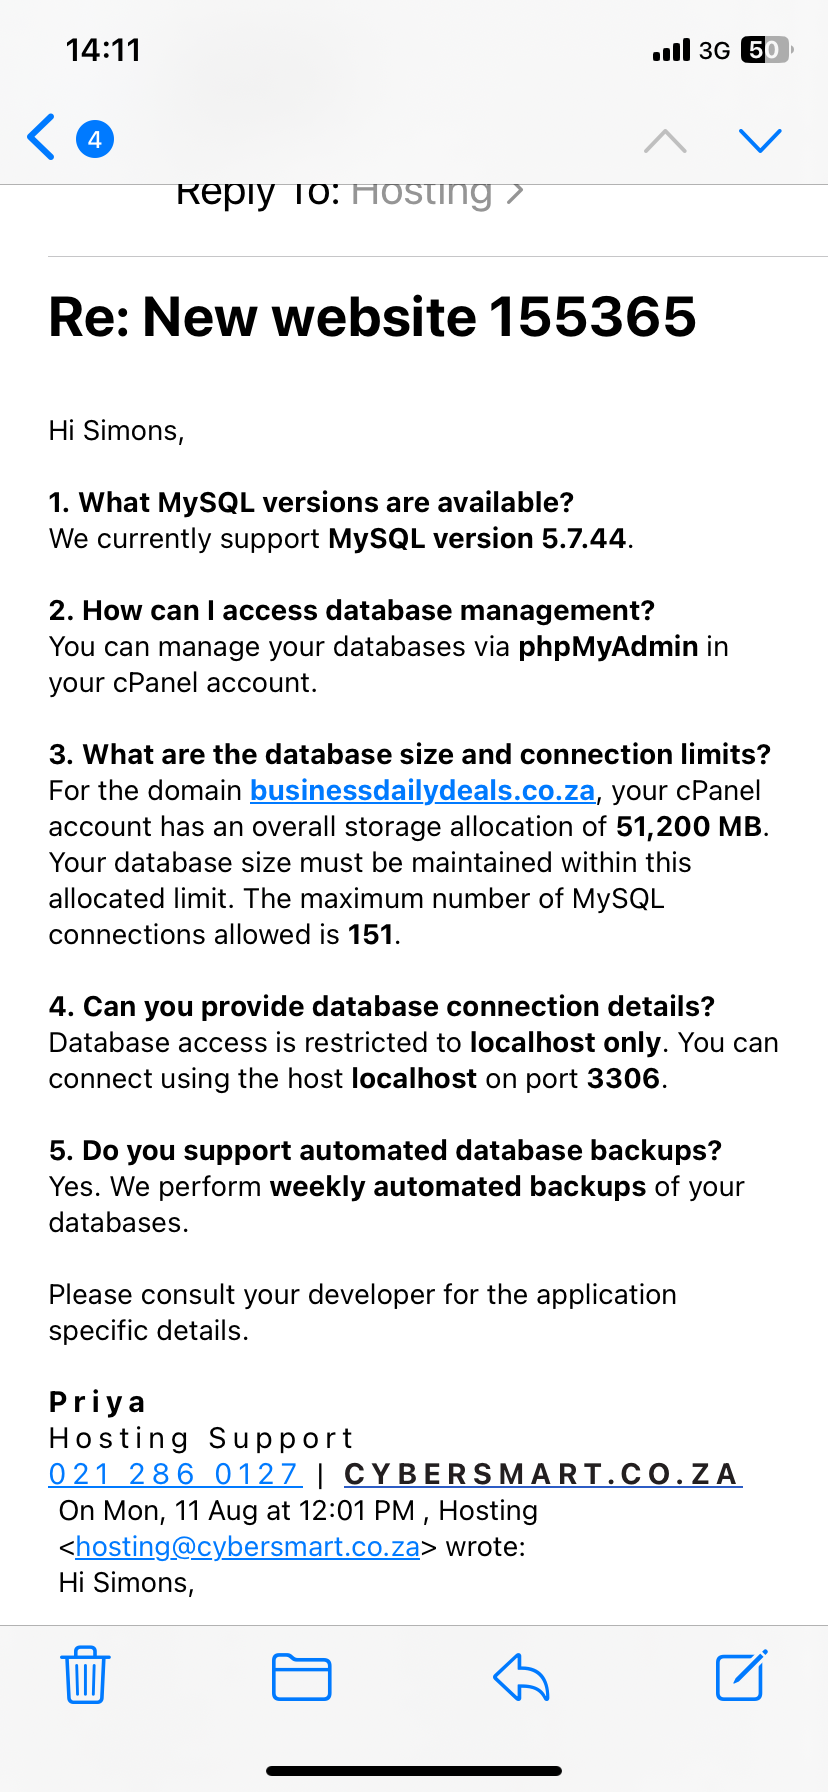 14:11
3G
50
4
Reply To: Hosting
Re: New website 155365
Hi Simons,
1. What MySQL versions are available?
We currently support MySQL version 5.7.44.
2. How can I access database management?
You can manage your databases via phpMyAdmin in
your cPanel account.
3. What are the database size and connection limits?
For the domain businessdailydeals.co.za, your cPanel
account has an overall storage allocation of 51,200 MB.
Your database size must be maintained within this
allocated limit. The maximum number of MySQL
connections allowed is 151.
4. Can you provide database connection details?
Database access is restricted to localhost only. You can
connect using the host localhost on port 3306.
5. Do you support automated database backups?
Yes. We perform weekly automated backups of your
databases.
Please consult your developer for the application
specific details.
Priya
Hosting Support
021 286 0127 | CYBERSMART.CO.ZA
On Mon, 11 Aug at 12:01 PM , Hosting
<hosting@cybersmart.co.za> wrote:
Hi Simons,